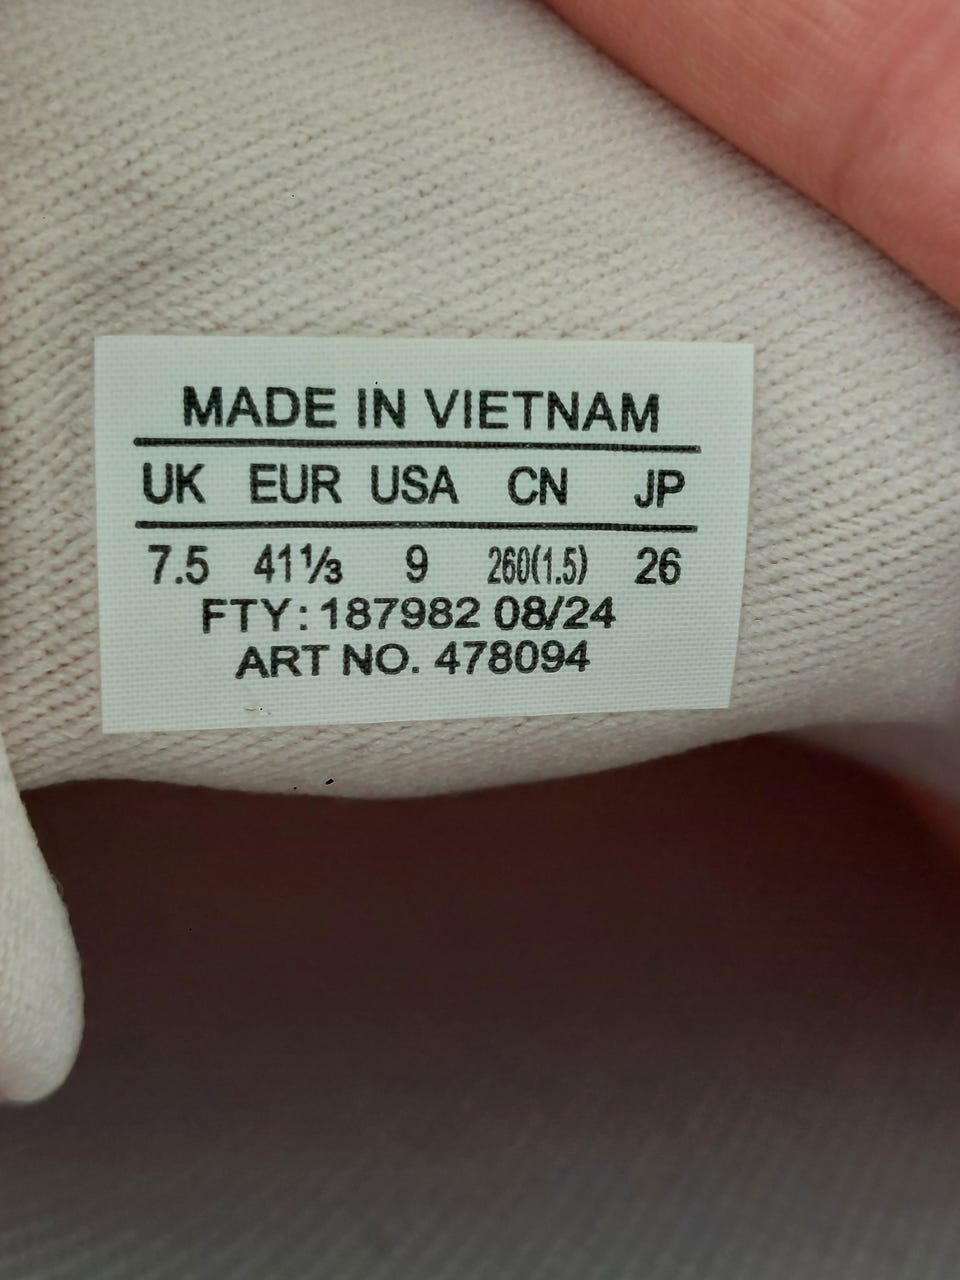 MADE IN VIETNAM
UK EUR USA CN JP
7.5 41⅓ 9 260(1.5) 26
FTY: 187982 08/24
ART NO. 478094